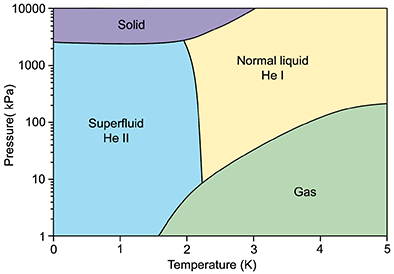 10000
1000
100
10
1
Pressure( kPa)
Solid
Normal liquid
He I
Superfluid
He II
Gas
0
1
2
3
4
5
Temperature (K)